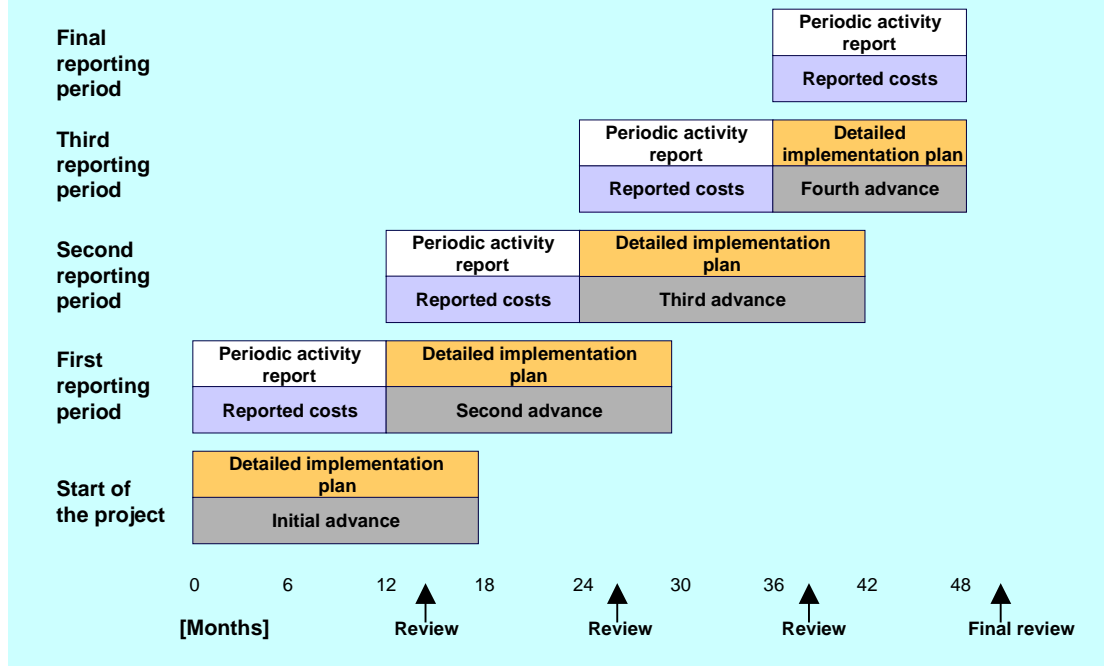 Final
reporting
period
Periodic activity
report
Reported costs
Third
reporting
period
Periodic activity
report
Detailed
implementation plan
Reported costs
Fourth advance
Second
reporting
period
Periodic activity
report
Detailed implementation
plan
Reported costs
Third advance
First
reporting
period
Periodic activity
report
Detailed implementation
plan
Reported costs
Second advance
Start of
the project
Detailed implementation
plan
Initial advance
0 6 12 18 24 30 36 42 48
[Months] Review Review Review Final review